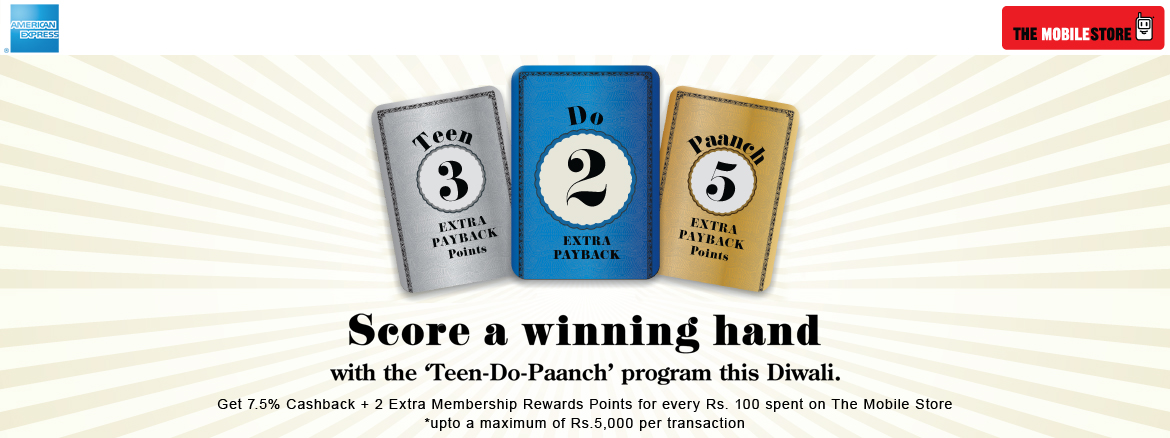 AMERICAN
EXPRESS
®
THE MOBILESTORE
Teen
3
EXTRA
PAYBACK
Points
Do
2
EXTRA
PAYBACK
Paanch
5
EXTRA
PAYBACK
Points
Score a winning hand
with the ‘Teen-Do-Paanch’ program this Diwali.
Get 7.5% Cashback + 2 Extra Membership Rewards Points for every Rs. 100 spent on The Mobile Store
*upto a maximum of Rs.5,000 per transaction